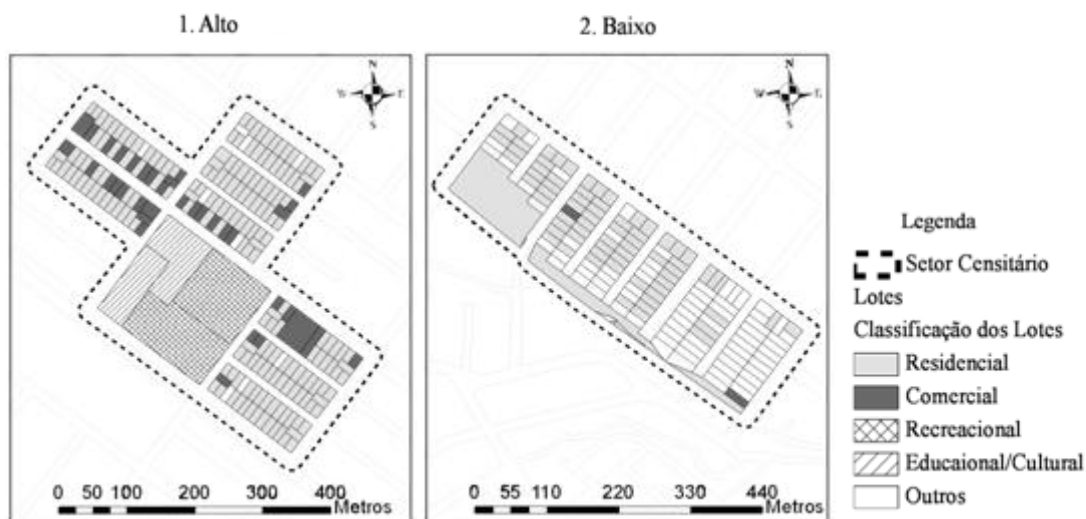 1. Alto
2. Baixo
N
W
E
S
N
W
E
S
0 50 100 200 300 400
Metros
0 55 110 220 330 440
Metros
Legenda
Setor Censitário
Lotes
Classificação dos Lotes
Residencial
Comercial
Recreacional
Educaional/Cultural
Outros